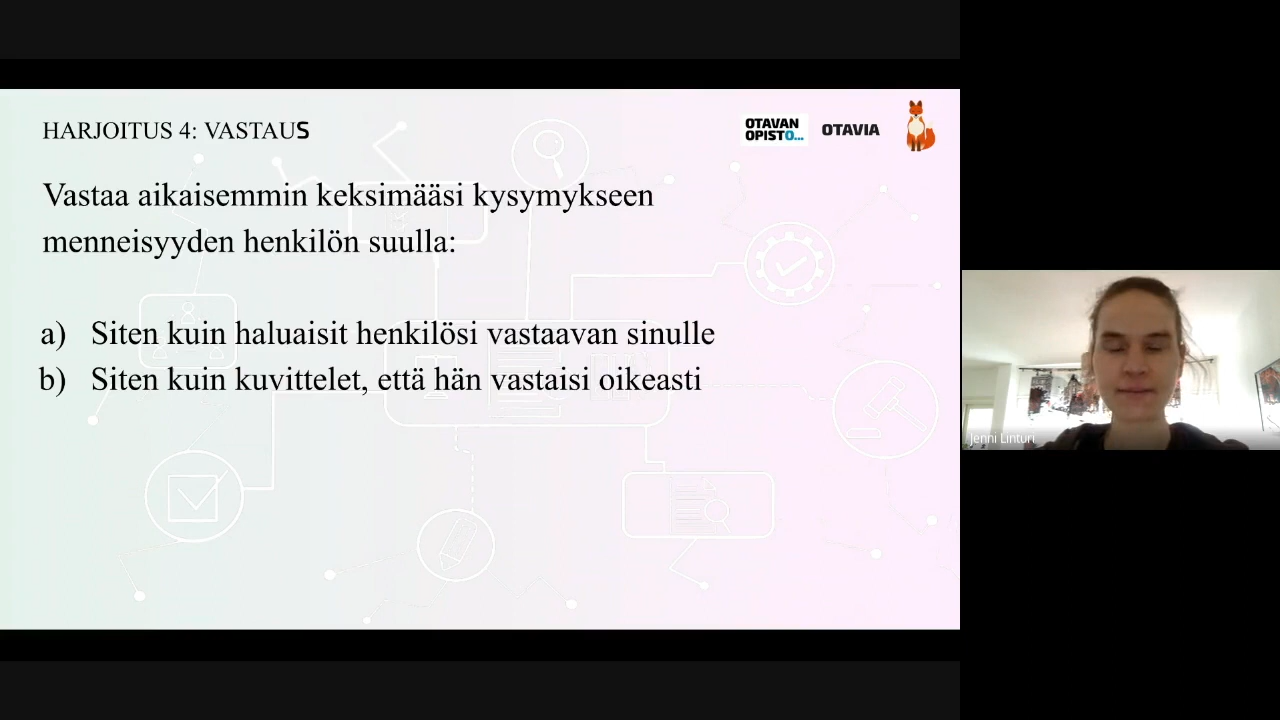 HARJOITUS 4: VASTAUS
OTAVAN
OPISTO...
OTAVIA
Vastaa aikaisemmin keksimääsi kysymykseen
menneisyyden henkilön suulla:
a) Siten kuin haluaisit henkilösi vastaavan sinulle
b) Siten kuin kuvittelet, että hän vastaisi oikeasti
Jenni Linturi